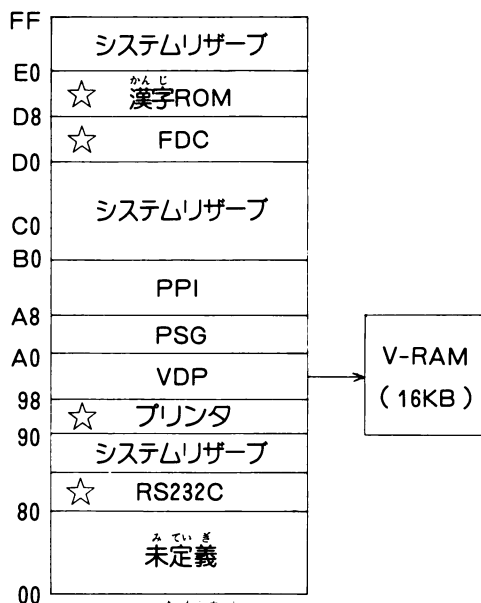 FF
システムリザーブ
E0
かんじ
☆ 漢字ROM
D8
☆ FDC
D0
システムリザーブ
C0
B0
PPI
A8
PSG
A0
VDP
V-RAM
(16KB)
98
☆ プリンタ
90
システムリザーブ
☆ RS232C
80
みていぎ
未定義
00